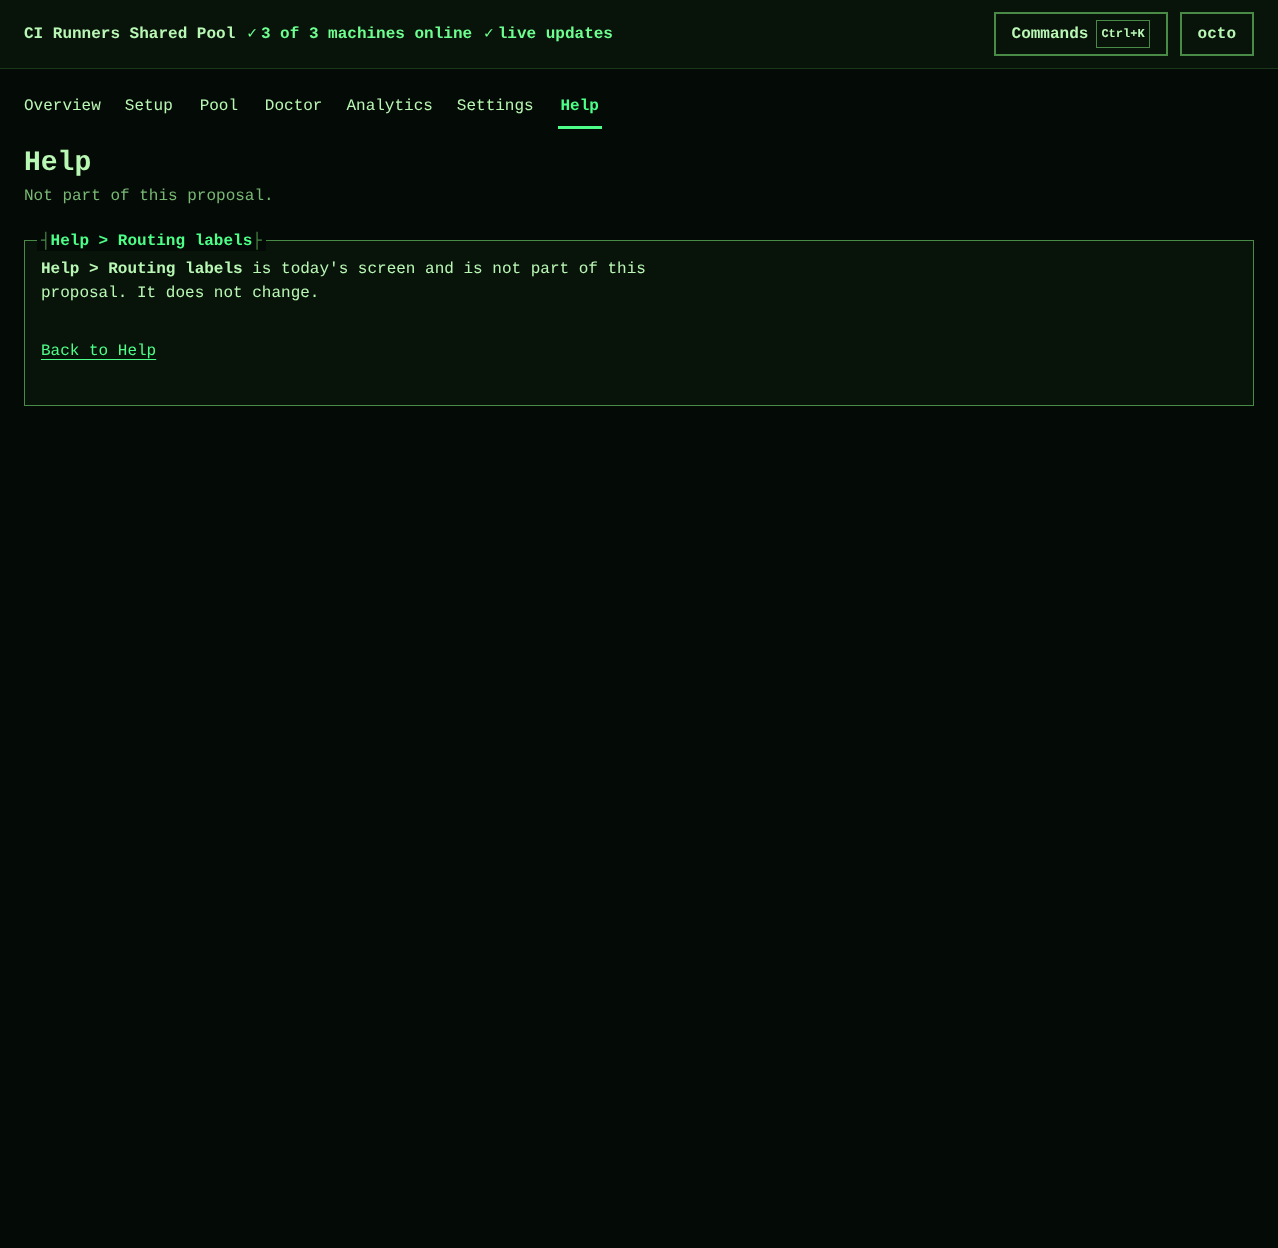 CI Runners Shared Pool ✓ 3 of 3 machines online ✓ live updates
Commands Ctrl+K
octo
Overview Setup Pool Doctor Analytics Settings Help
Help
Not part of this proposal.
Help > Routing labels
Help > Routing labels is today's screen and is not part of this
proposal. It does not change.
Back to Help